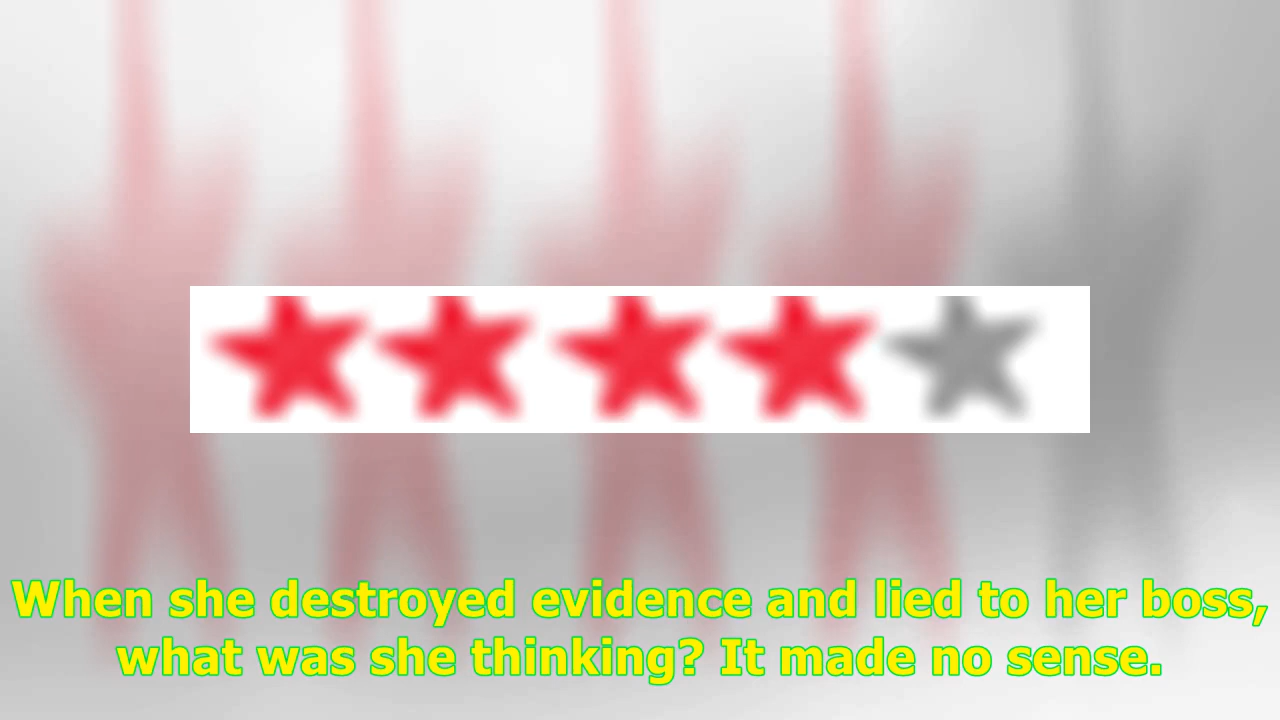 When she destroyed evidence and lied to her boss,
what was she thinking? It made no sense.